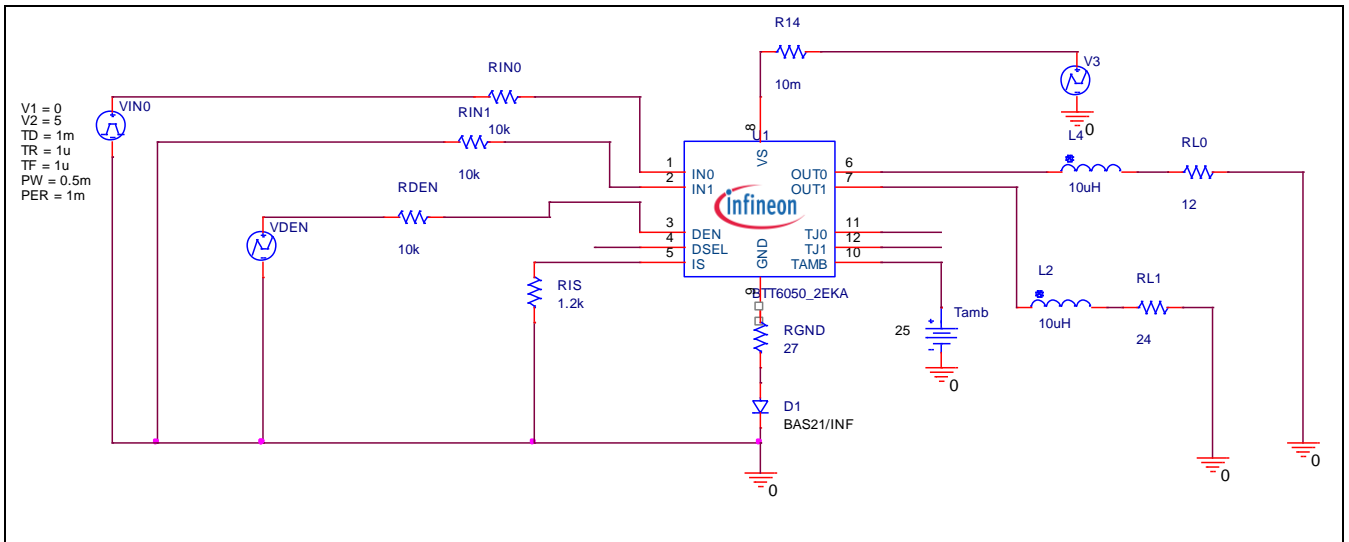 R14
10m
V3
0
V1 = 0
V2 = 5
TD = 1m
TR = 1u
TF = 1u
PW = 0.5m
PER = 1m
VIN0
RIN0
10k
RIN1
10k
RDEN
10k
VDEN
RIS
1.2k
U1
8
VS
1
IN0
2
IN1
3
DEN
4
DSEL
5
IS
infineon
OUT0
6
OUT1
7
TJ0
11
TJ1
12
TAMB
10
GND
9
BTT6050_2EKA
L4
10uH
RL0
12
0
L2
10uH
RL1
24
0
Tamb
25
0
RGND
27
D1
BAS21/INF
0